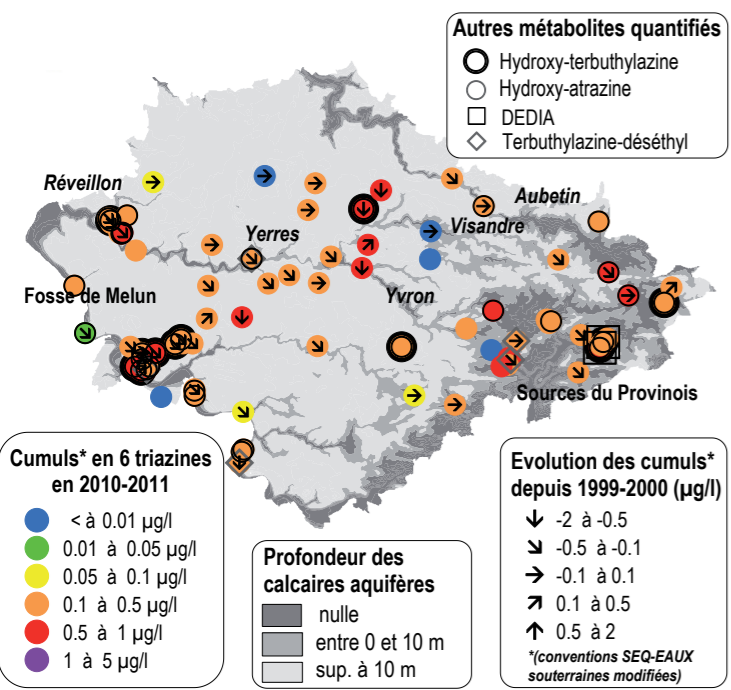 Autres métabolites quantifiés
Hydroxy-terbuthylazine
Hydroxy-atrazine
DEDIA
Terbuthylazine-déséthyl
Réveillon
Aubetin
Visandre
Yerres
Fosse de Melun
Yvron
Sources du Provinois
Cumuls* en 6 triazines
en 2010-2011
< à 0.01 µg/l
0.01 à 0.05 µg/l
0.05 à 0.1 µg/l
0.1 à 0.5 µg/l
0.5 à 1 µg/l
1 à 5 µg/l
Profondeur des
calcaires aquifères
nulle
entre 0 et 10 m
sup. à 10 m
Evolution des cumuls*
depuis 1999-2000 (µg/l)
-2 à -0.5
-0.5 à -0.1
-0.1 à 0.1
0.1 à 0.5
0.5 à 2
*(conventions SEQ-EAUX
souterraines modifiées)